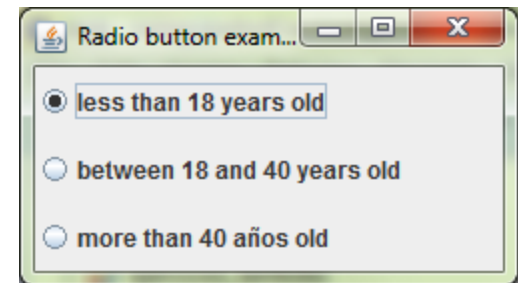 Radio button exam...
less than 18 years old
between 18 and 40 years old
more than 40 años old